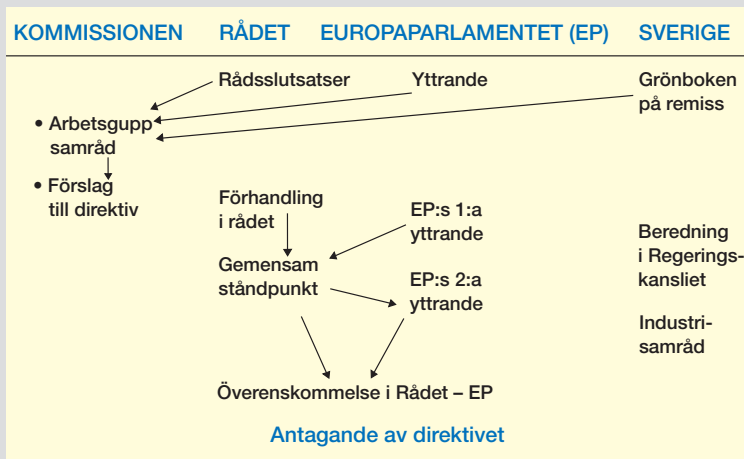 KOMMISSIONEN RÅDET EUROPAPARLAMENTET (EP) SVERIGE
Rådsslutsatser Yttrande Grönboken
på remiss
• Arbetsgupp
samråd
• Förslag
till direktiv
Förhandling
i rådet
EP:s 1:a
yttrande
Beredning
i Regerings-
kansliet
Gemensam
ståndpunkt
EP:s 2:a
yttrande
Industri-
samråd
Överenskommelse i Rådet – EP
Antagande av direktivet